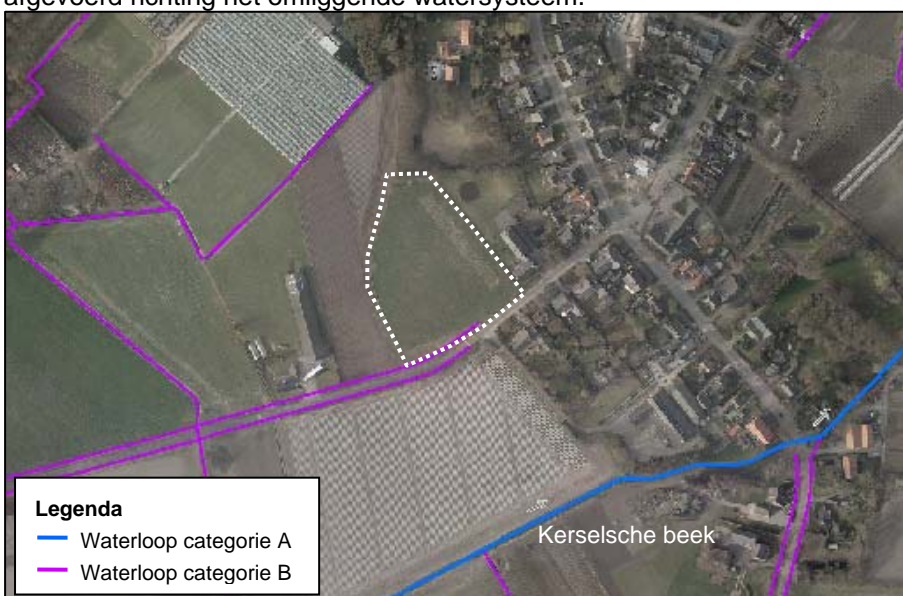 afgevoerd richting het omliggende watersysteem.
Kerselsche beek
Legenda
Waterloop categorie A
Waterloop categorie B